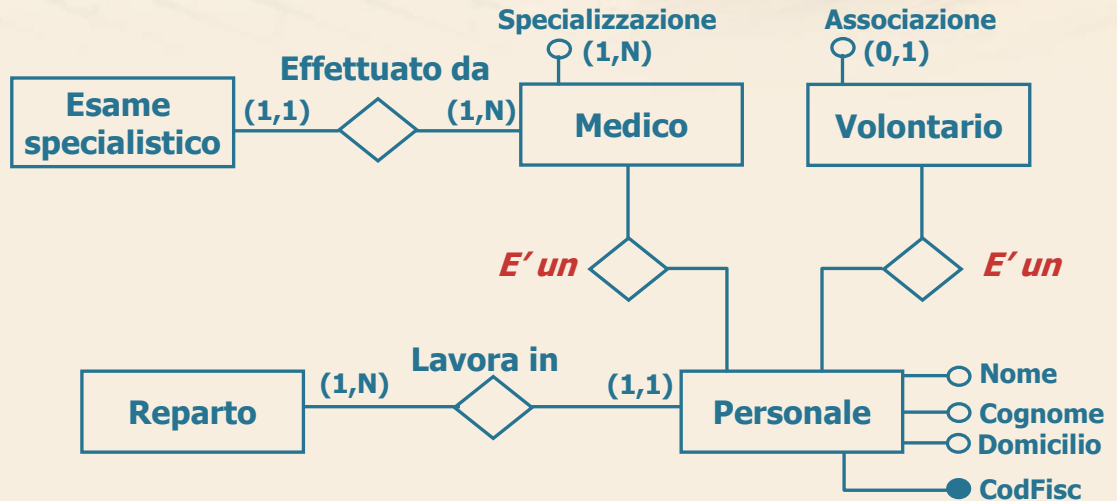 Specializzazione
(1,N)
Associazione
(0,1)
Effettuato da
Esame
specialistico
(1,1)
(1,N)
Medico
Volontario
E’ un
E’ un
Lavora in
Reparto
(1,N)
(1,1)
Personale
Nome
Cognome
Domicilio
CodFisc